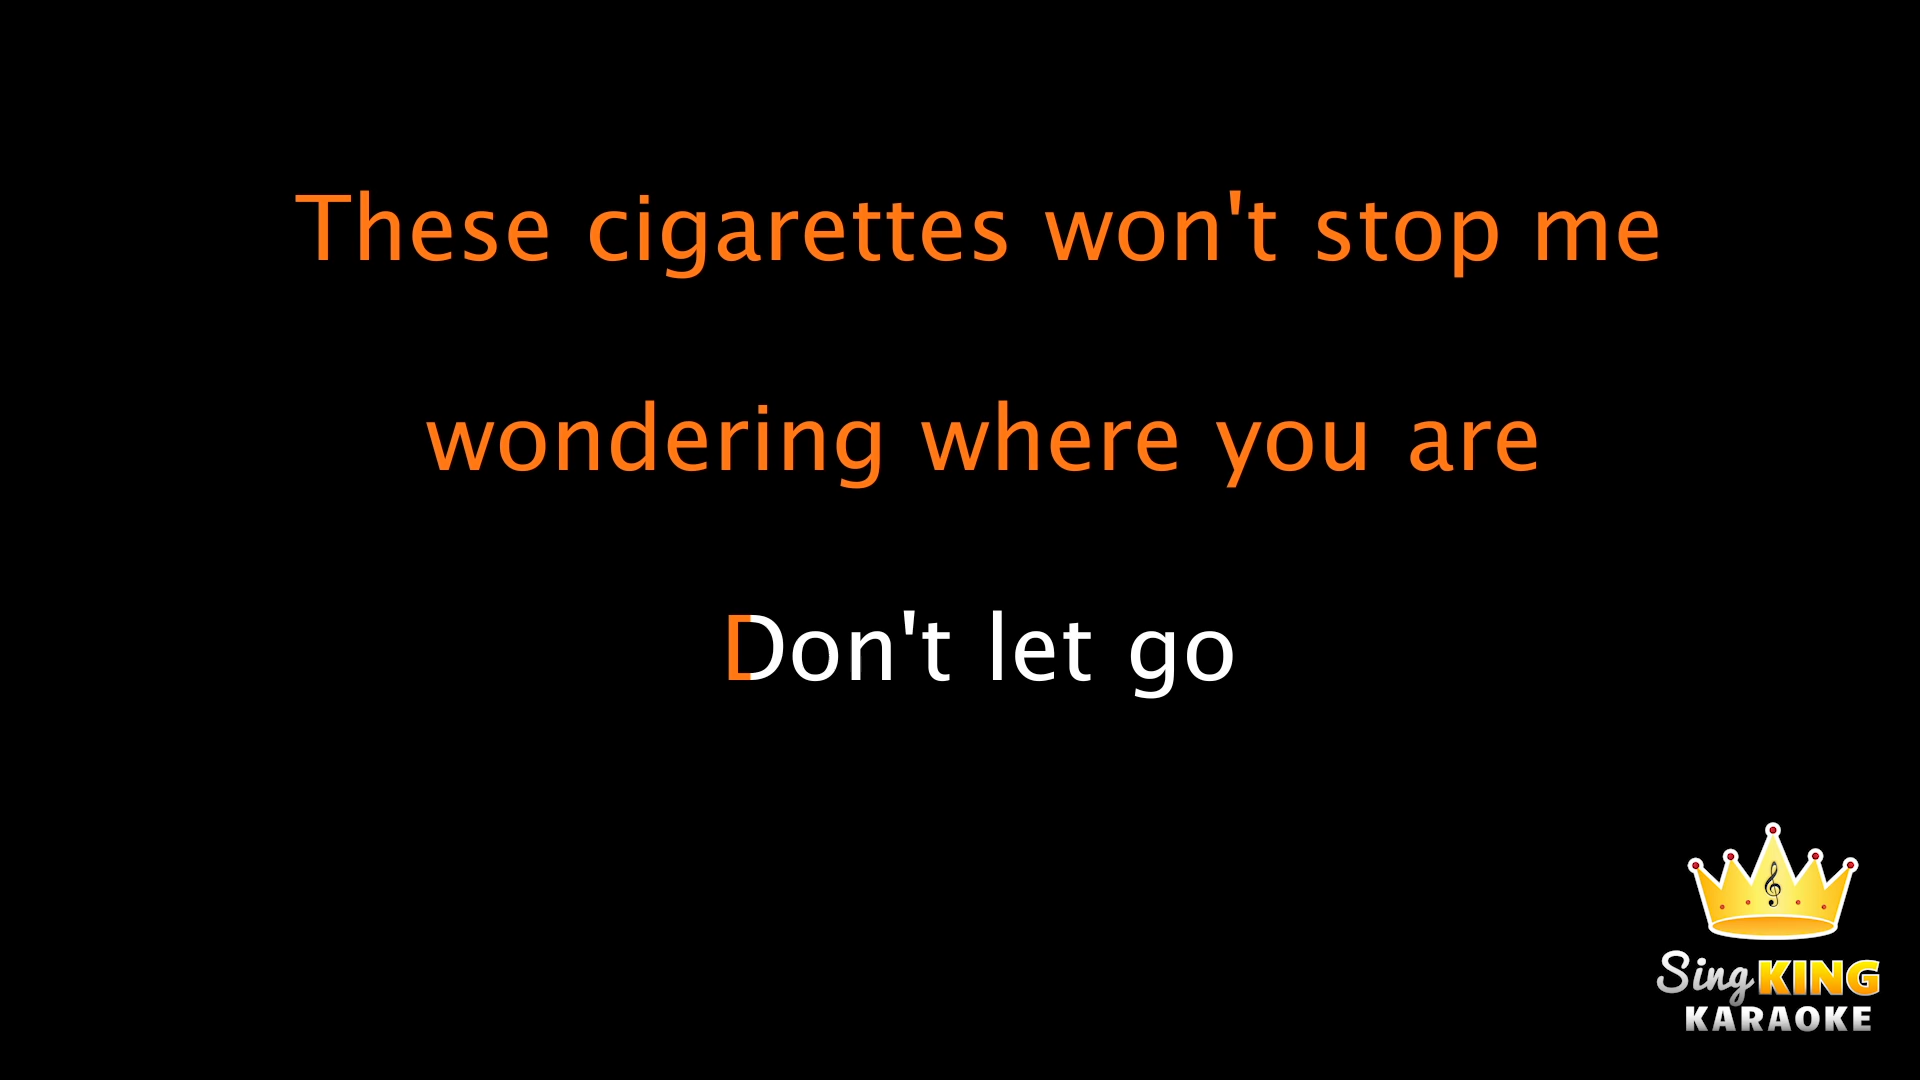 These cigarettes won't stop me
wondering where you are
Don't let go
Sing KING
KARAOKE